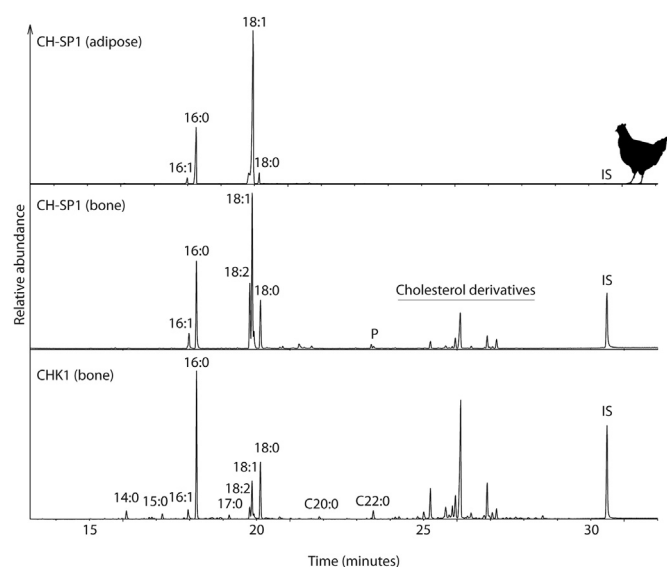 18:1
CH-SP1 (adipose)
16:0
16:1
18:0
IS
CH-SP1 (bone)
18:1
16:0
18:2
18:0
16:1
Cholesterol derivatives
IS
P
CHK1 (bone)
16:0
18:0
18:1
18:2
14:0
15:0
16:1
17:0
C20:0
C22:0
IS
Relative abundance
15
20
25
30
Time (minutes)